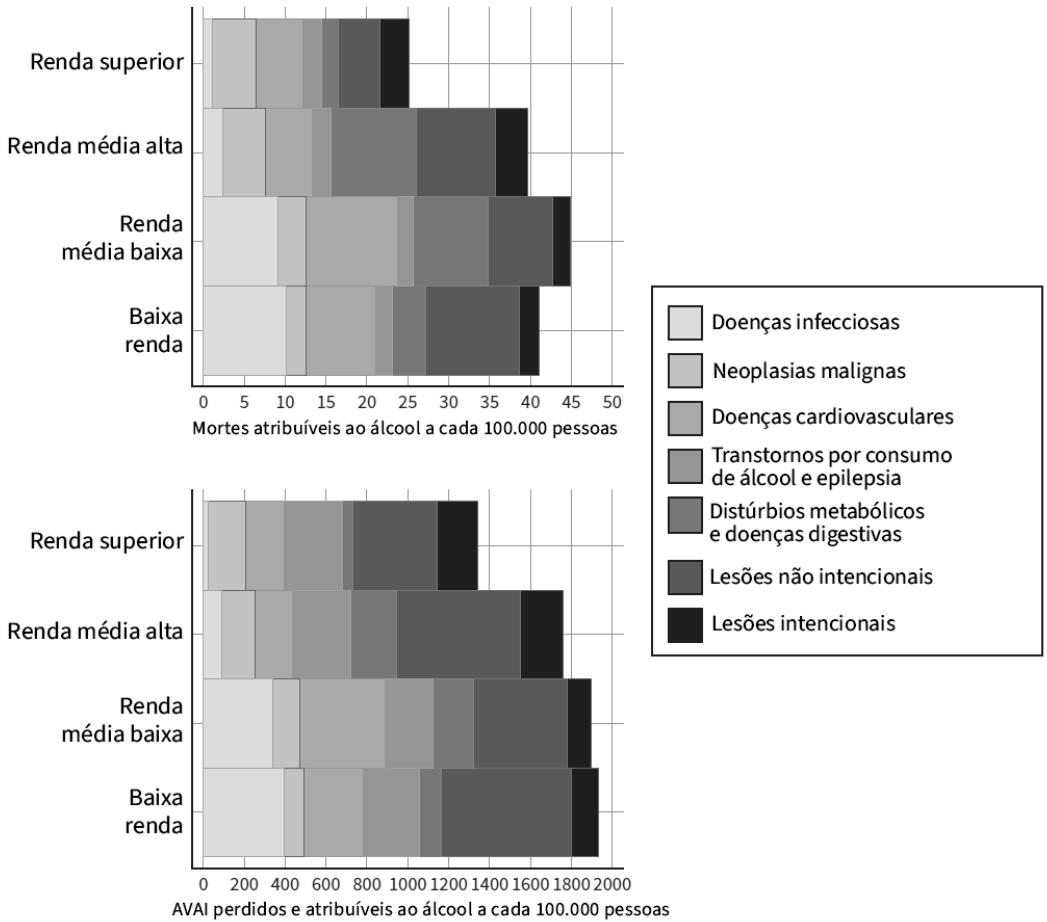 Renda superior
Renda média alta
Renda
média baixa
Baixa
renda
0 5 10 15 20 25 30 35 40 45 50
Mortes atribuíveis ao álcool a cada 100.000 pessoas
Renda superior
Renda média alta
Renda
média baixa
Baixa
renda
0 200 400 600 800 1000 1200 1400 1600 1800 2000
AVAI perdidos e atribuíveis ao álcool a cada 100.000 pessoas
Doenças infecciosas
Neoplasias malignas
Doenças cardiovasculares
Transtornos por consumo
de álcool e epilepsia
Distúrbios metabólicos
e doenças digestivas
Lesões não intencionais
Lesões intencionais